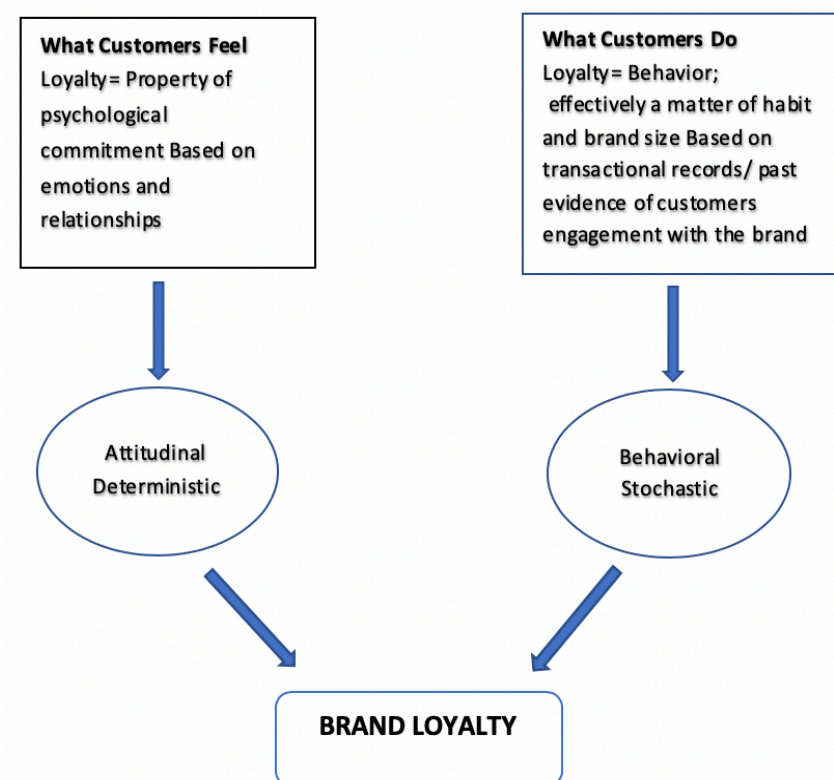 What Customers Feel
Loyalty= Property of
psychological
commitment Based on
emotions and
relationships
What Customers Do
Loyalty= Behavior;
effectively a matter of habit
and brand size Based on
transactional records/ past
evidence of customers
engagement with the brand
Attitudinal
Deterministic
Behavioral
Stochastic
BRAND LOYALTY